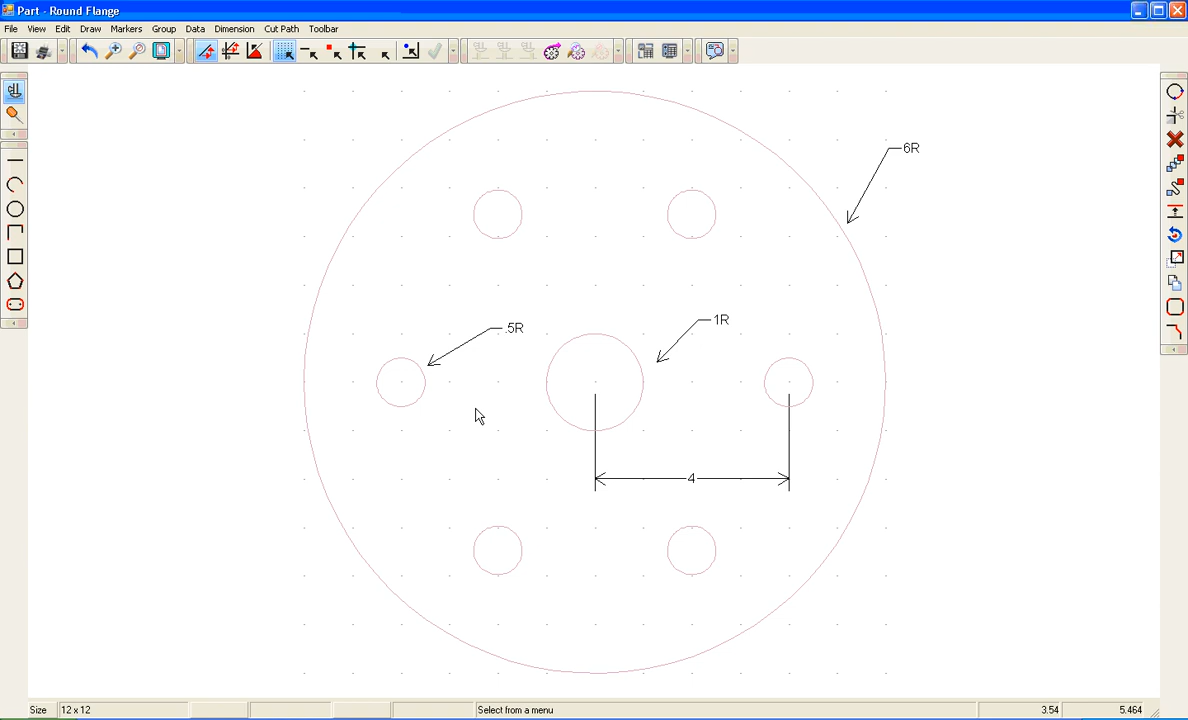 Part - Round Flange
File View Edit Draw Markers Group Data Dimension Cut Path Toolbar
6R
1R
.5R
4
Size 12 x 12 Select from a menu 3.54 5.464